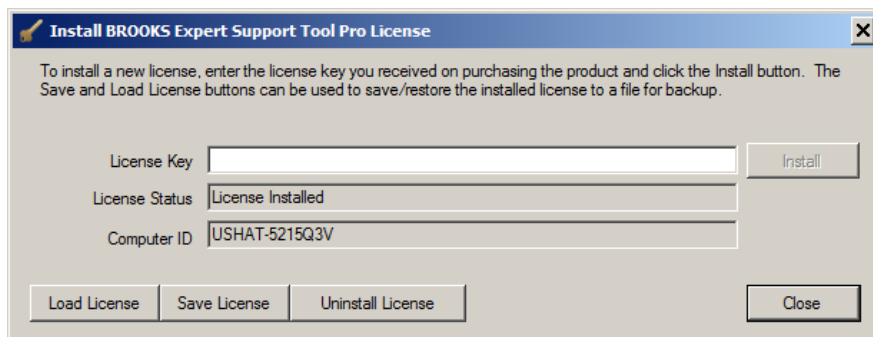 Install BROOKS Expert Support Tool Pro License
To install a new license, enter the license key you received on purchasing the product and click the Install button. The
Save and Load License buttons can be used to save/restore the installed license to a file for backup.
License Key
Install
License Status License Installed
Computer ID USHAT-5215Q3V
Load License Save License Uninstall License Close